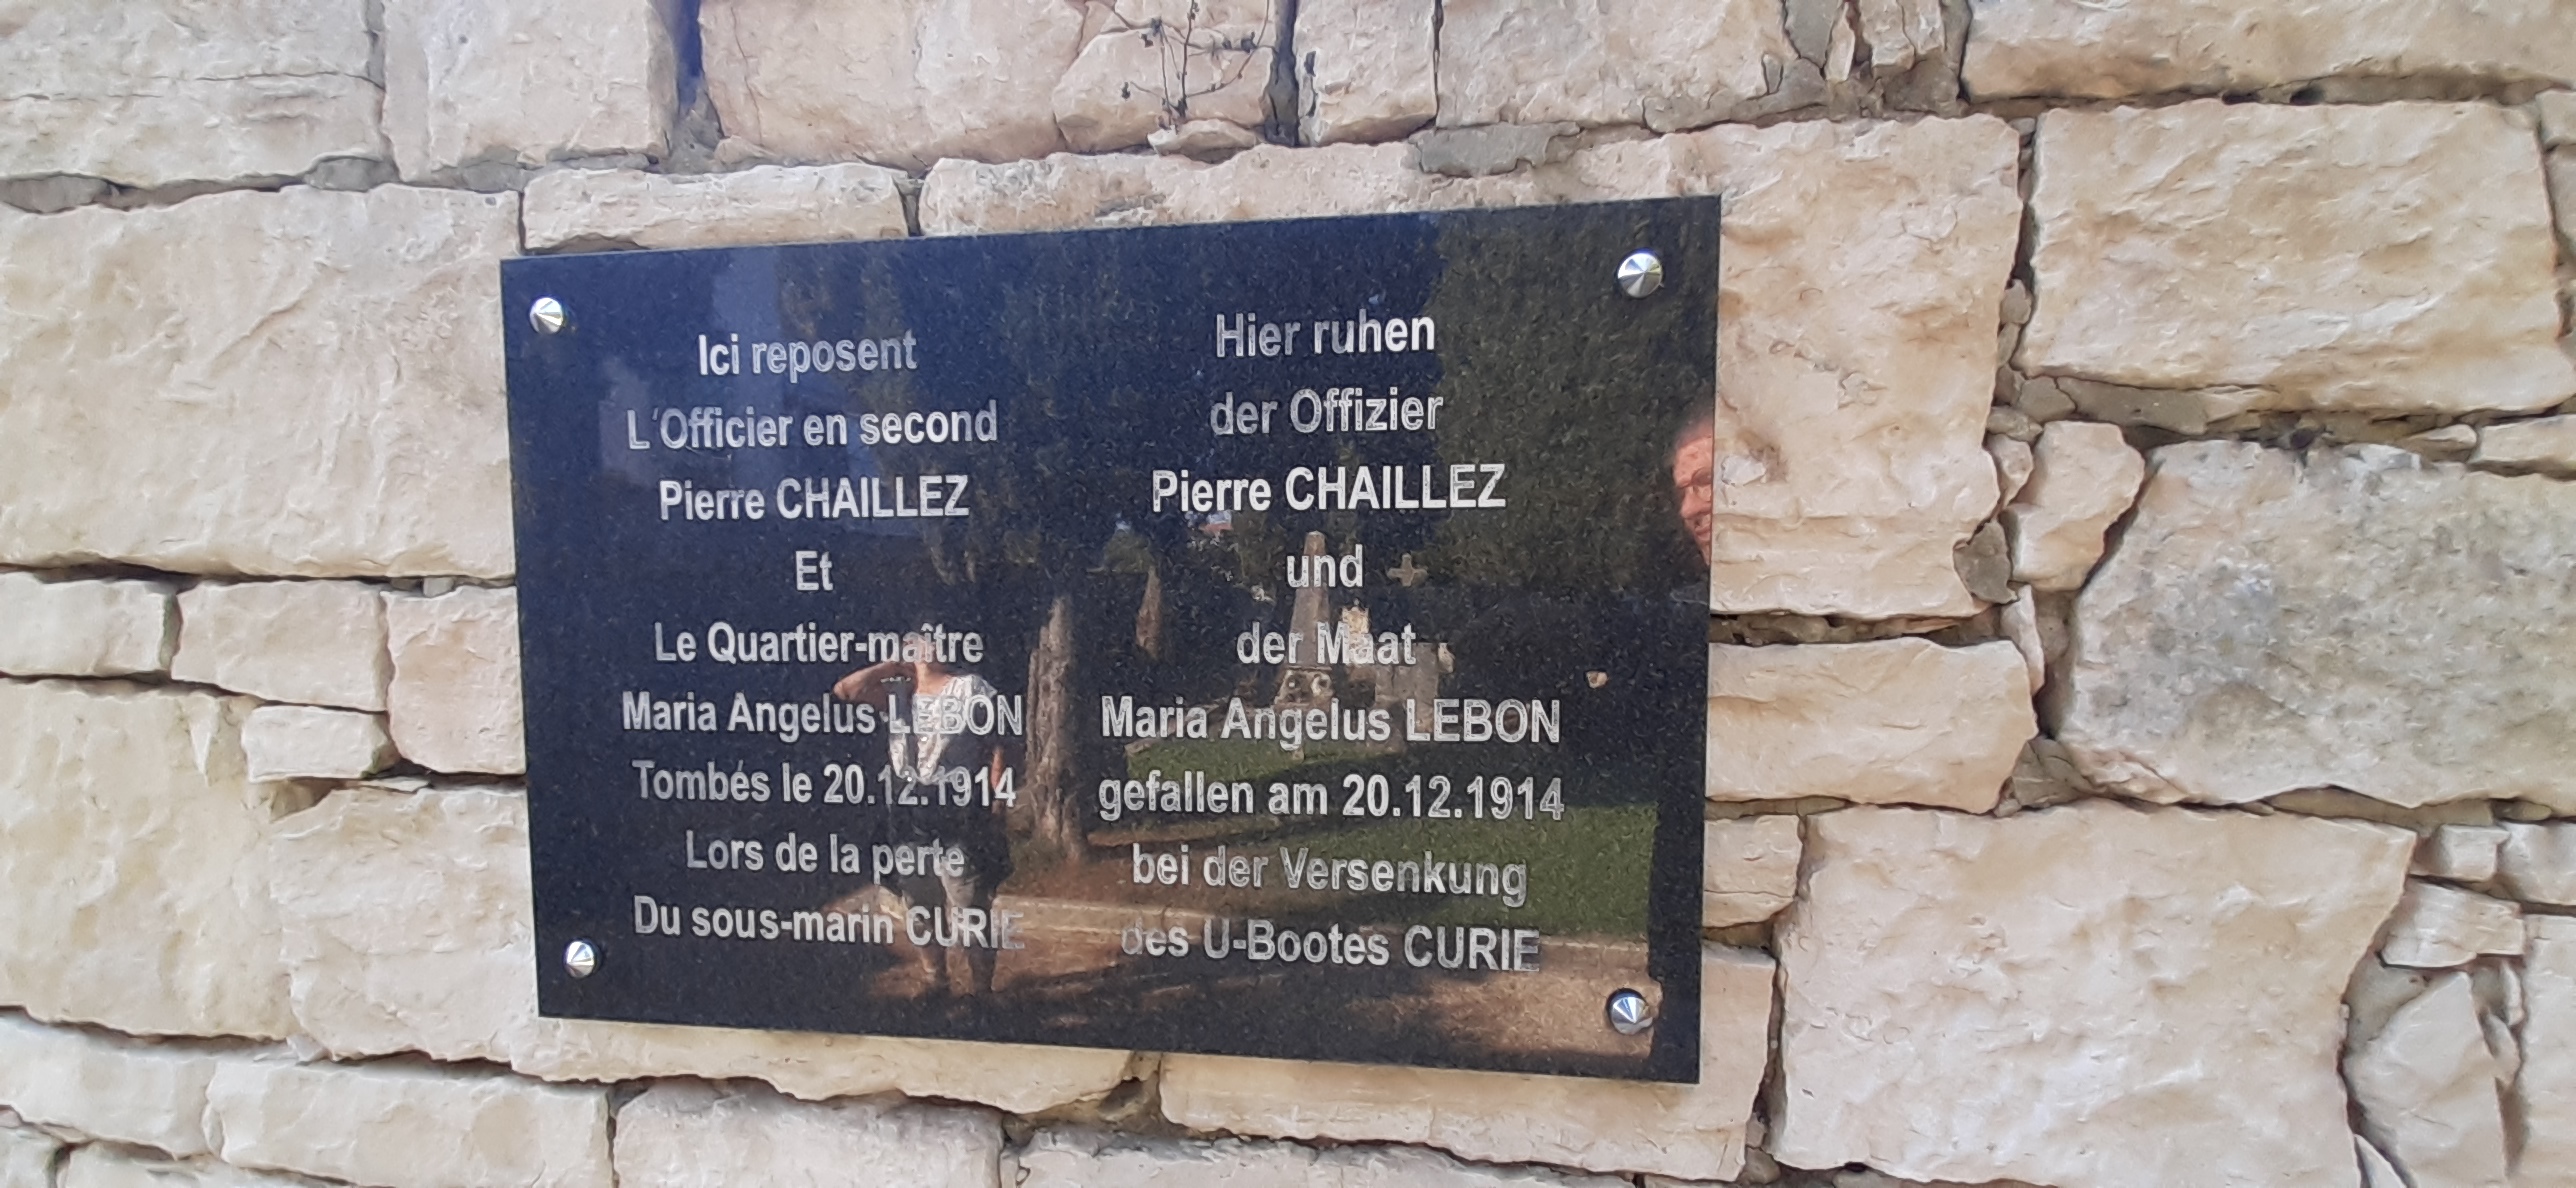 Ici reposent
L'Officier en second
Pierre CHAILLEZ
Et
Le Quartier-maître
Maria Angelus LEBON
Tombés le 20.12.1914
Lors de la perte
Du sous-marin CURIE
Hier ruhen
der Offizier
Pierre CHAILLEZ
und
der Maat
Maria Angelus LEBON
gefallen am 20.12.1914
bei der Versenkung
des U-Bootes CURIE